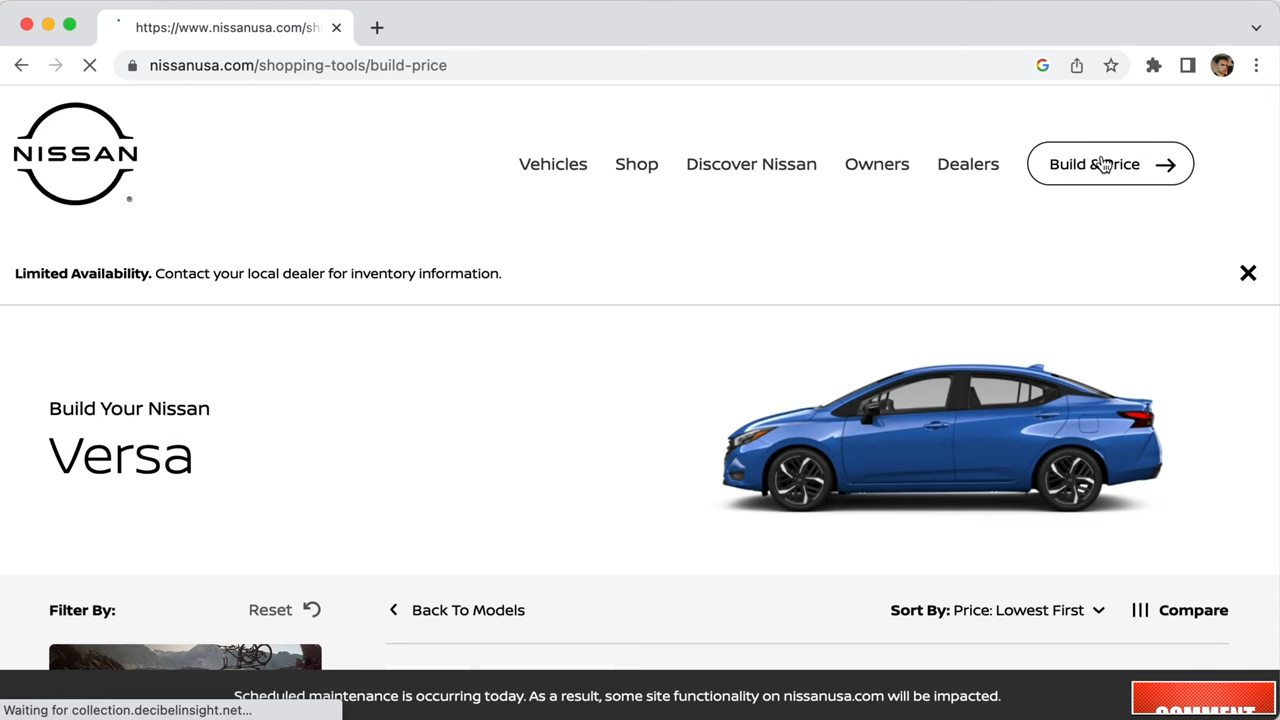 https://www.nissanusa.com/sh
nissanusa.com/shopping-tools/build-price
NISSAN
Vehicles
Shop
Discover Nissan
Owners
Dealers
Build & Price
Limited Availability. Contact your local dealer for inventory information.
Build Your Nissan
Versa
Filter By:
Reset
Back To Models
Sort By: Price: Lowest First
Compare
Scheduled maintenance is occurring today. As a result, some site functionality on nissanusa.com will be impacted.
COMMENT
Waiting for collection.decibelinsight.net...